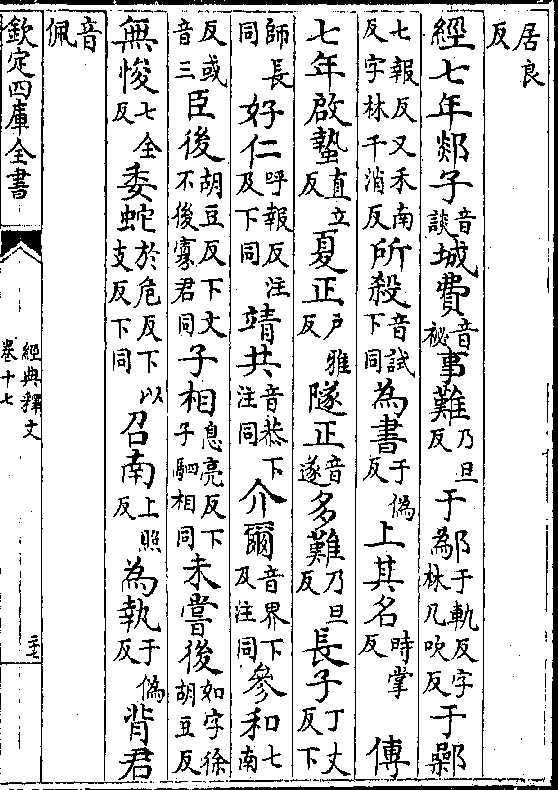 居良反
經七年郯子音談城費音祕事難乃旦反于鄬于軌反字林凡吹反于鄵
七報反又禾南反字林千消反所殺音試下同為書于偽反上其名時掌反傳
七年啟蟄直立反夏正戶雅反隧正音遂多難乃旦反長子丁丈反下
師長同好仁呼報反注及下同靖共音恭下注同介爾音界下及注同參和七南
反或音三臣後胡豆反下文不後寡君同子相息亮反下子駟相同未嘗後如字徐胡豆反
無悛七全反委蛇於危反下以支反下同召南上照反為執于偽反背君
音佩
欽定四庫全書
經典釋文
卷十七